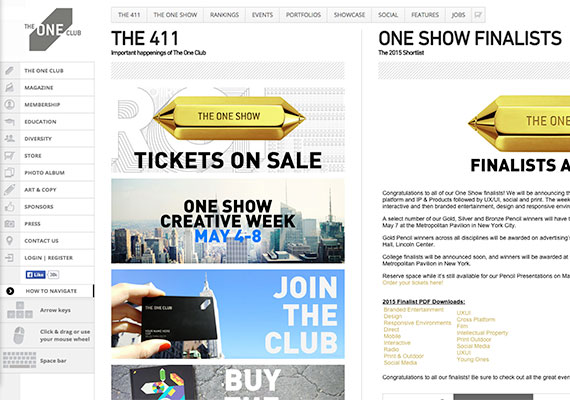 THE
ONE
CLUB
THE 411
THE ONE SHOW
RANKINGS
EVENTS
PORTFOLIOS
SHOWCASE
SOCIAL
FEATURES
JOBS
THE ONE CLUB
MAGAZINE
MEMBERSHIP
EDUCATION
DIVERSITY
STORE
PHOTO ALBUM
ART & COPY
SPONSORS
PRESS
CONTACT US
LOGIN | REGISTER
Like
HOW TO NAVIGATE
Arrow keys
Click & drag or use
your mouse wheel
Space bar
THE 411
Important happenings of The One Club
THE ONE SHOW
TICKETS ON SALE
ONE SHOW
CREATIVE WEEK
MAY 4-8
JOIN
THE
CLUB
THE ONE CLUB
BUY
THE
ONE SHOW FINALISTS
The 2015 Shortlist
THE ONE
FINALISTS A
Congratulations to all of our One Show finalists! We will be announcing th
platform and IP & Products followed by UX/UI, social and print. The week
interactive and then branded entertainment, design and responsive environ
A select number of our Gold, Silver and Bronze Pencil winners will have t
May 7 at the Metropolitan Pavilion in New York City.
Gold Pencil winners across all disciplines will be awarded on advertising'
Hall, Lincoln Center.
College finalists will be announced soon, and winners will be awarded at
Metropolitan Pavilion in New York.
Reserve space while it's still available for our Pencil Presentations on Ma
Order your tickets here!
2015 Finalist PDF Downloads:
Branded Entertainment
Design
Responsive Environments
Direct
Mobile
Interactive
Radio
Print & Outdoor
Social Media
UX/UI
Cross Platform
Film
Intellectual Property
Print Outdoor
Social Media
UX/UI
Young Ones
Congratulations to all our finalists! Be sure to check out all the great even